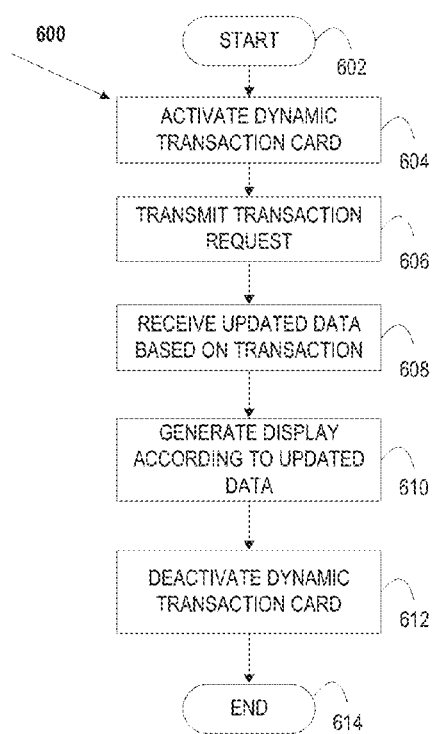 600
START
602
ACTIVATE DYNAMIC
TRANSACTION CARD
604
TRANSMIT TRANSACTION
REQUEST
606
RECEIVE UPDATED DATA
BASED ON TRANSACTION
608
GENERATE DISPLAY
ACCORDING TO UPDATED
DATA
610
DEACTIVATE DYNAMIC
TRANSACTION CARD
612
END
614